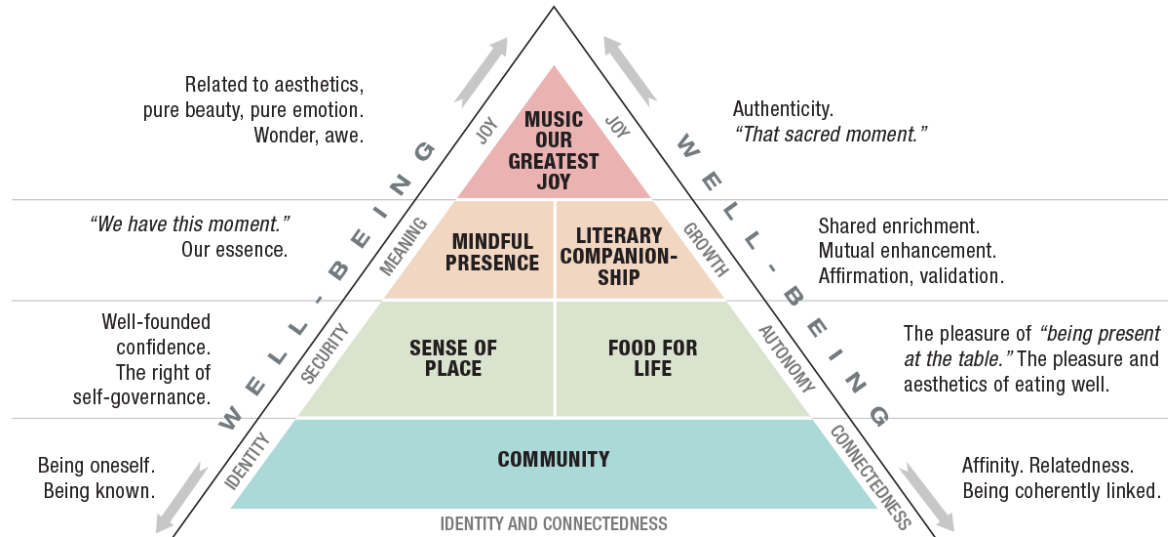 Related to aesthetics,
pure beauty, pure emotion.
Wonder, awe.
JOY
MUSIC
OUR
GREATEST
JOY
JOY
Authenticity.
“That sacred moment.”
WELL-BEING
WELL-BEING
“We have this moment.”
Our essence.
MEANING
MINDFUL
PRESENCE
LITERARY
COMPANION-
SHIP
GROWTH
Shared enrichment.
Mutual enhancement.
Affirmation, validation.
Well-founded
confidence.
The right of
self-governance.
SECURITY
SENSE OF
PLACE
FOOD FOR
LIFE
AUTONOMY
The pleasure of “being present
at the table.” The pleasure and
aesthetics of eating well.
Being oneself.
Being known.
IDENTITY
COMMUNITY
CONNECTEDNESS
Affinity. Relatedness.
Being coherently linked.
IDENTITY AND CONNECTEDNESS